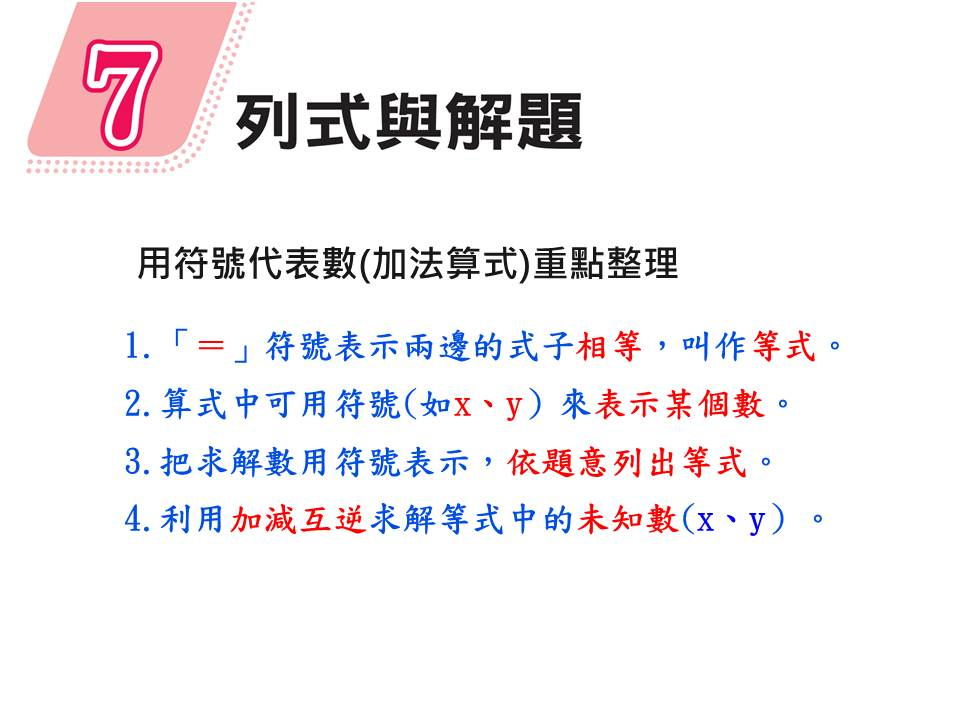 7
列式與解題
用符號代表數(加法算式)重點整理
1.「＝」符號表示兩邊的式子相等，叫作等式。
2.算式中可用符號(如x、y) 來表示某個數。
3.把求解數用符號表示，依題意列出等式。
4.利用加減互逆求解等式中的未知數(x、y) 。